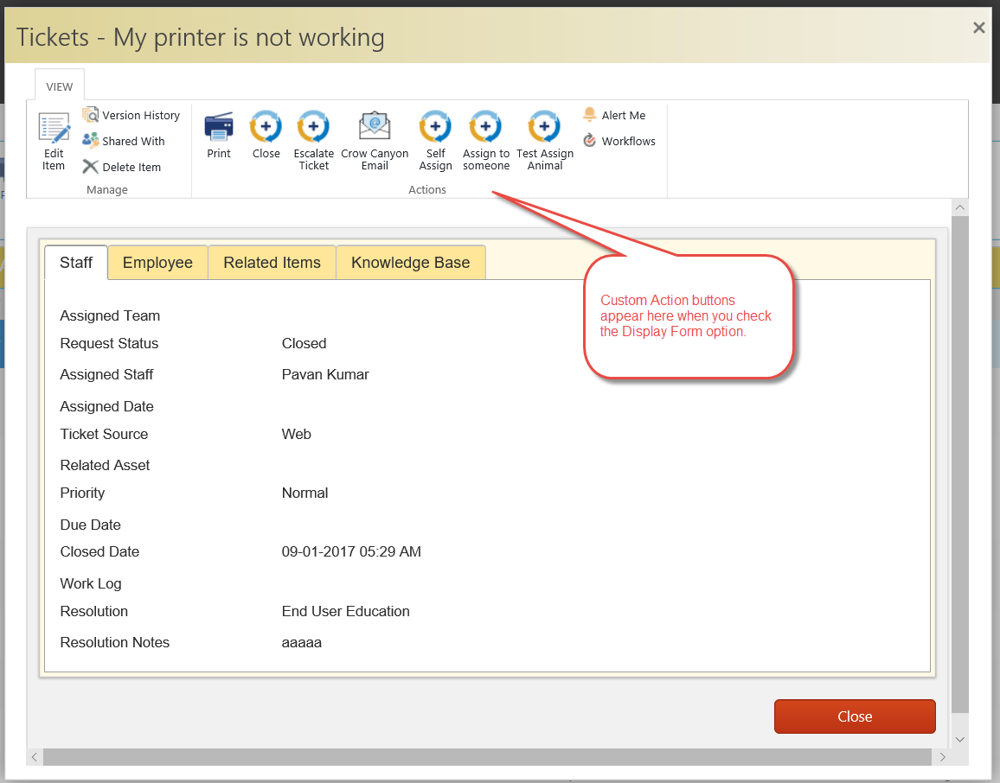 Tickets - My printer is not working
VIEW
Edit
Item
Version History
Shared With
Delete Item
Manage
Print
Close
Escalate
Ticket
Crow Canyon
Email
Self
Assign
Assign to
someone
Test Assign
Animal
Alert Me
Workflows
Actions
Custom Action buttons
appear here when you check
the Display Form option.
Staff
Employee
Related Items
Knowledge Base
Assigned Team
Request Status Closed
Assigned Staff Pavan Kumar
Assigned Date
Ticket Source Web
Related Asset
Priority Normal
Due Date
Closed Date 09-01-2017 05:29 AM
Work Log
Resolution End User Education
Resolution Notes aaaaa
Close